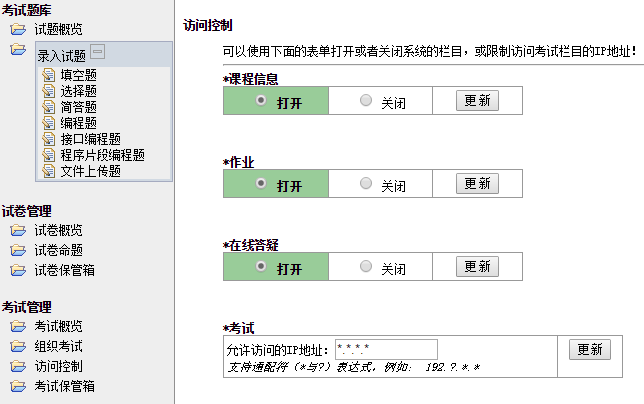 考试题库
试题概览
录入试题
填空题
选择题
简答题
编程题
接口编程题
程序片段编程题
文件上传题
试卷管理
试卷概览
试卷命题
试卷保管箱
考试管理
考试概览
组织考试
访问控制
考试保管箱
访问控制
可以使用下面的表单打开或者关闭系统的栏目，或限制访问考试栏目的IP地址！
*课程信息
打开 关闭 更新
*作业
打开 关闭 更新
*在线答疑
打开 关闭 更新
*考试
允许访问的IP地址： *.*.*.* 更新
支持通配符（*与?）表达式，例如： 192.?.*.*